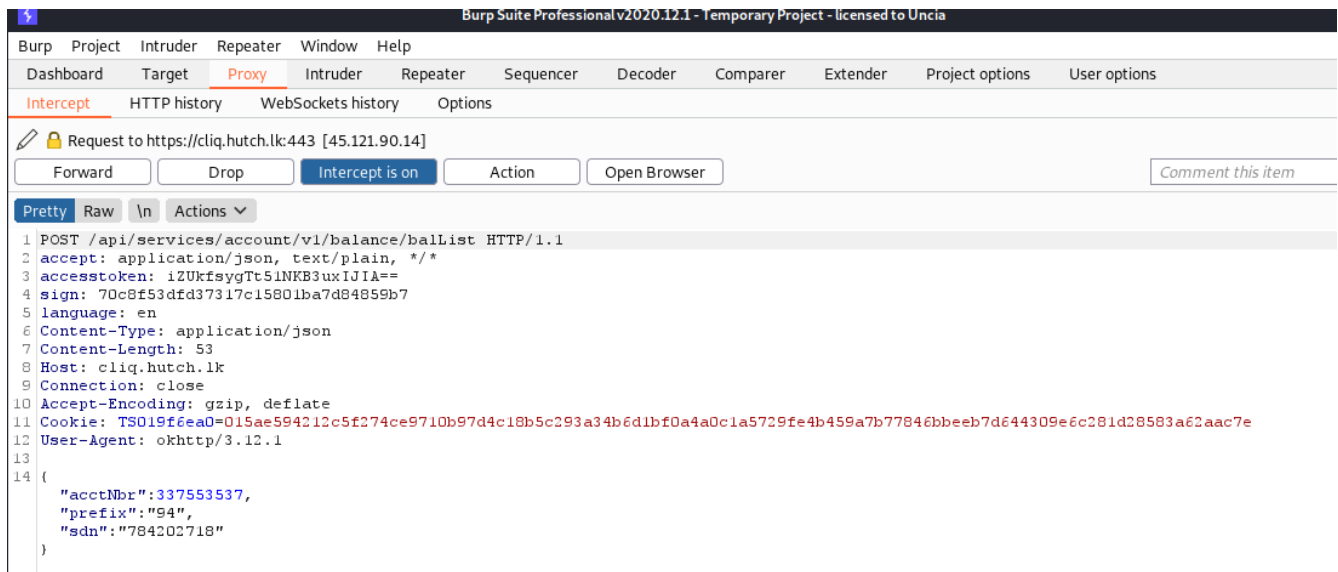 Burp Suite Professional v2020.12.1 - Temporary Project - licensed to Uncia
Burp Project Intruder Repeater Window Help
Dashboard Target Proxy Intruder Repeater Sequencer Decoder Comparer Extender Project options User options
Intercept HTTP history WebSockets history Options
Request to https://cliq.hutch.lk:443 [45.121.90.14]
Forward Drop Intercept is on Action Open Browser Comment this item
Pretty Raw \n Actions
1 POST /api/services/account/v1/balance/balList HTTP/1.1
2 accept: application/json, text/plain, */*
3 accesstoken: iZUkfsygTt51NKB3uxIJIA==
4 sign: 70c8f53dfd37317c15801ba7d84859b7
5 language: en
6 Content-Type: application/json
7 Content-Length: 53
8 Host: cliq.hutch.lk
9 Connection: close
10 Accept-Encoding: gzip, deflate
11 Cookie: TS019f6ea0=015ae594212c5f274ce9710b97d4c18b5c293a34b6d1bf0a4a0c1a5729fe4b459a7b77846bbeeb7d644309e6c281d28583a62aac7e
12 User-Agent: okhttp/3.12.1
13
14 {
"acctNbr":337553537,
"prefix":"94",
"sdn":"784202718"
}